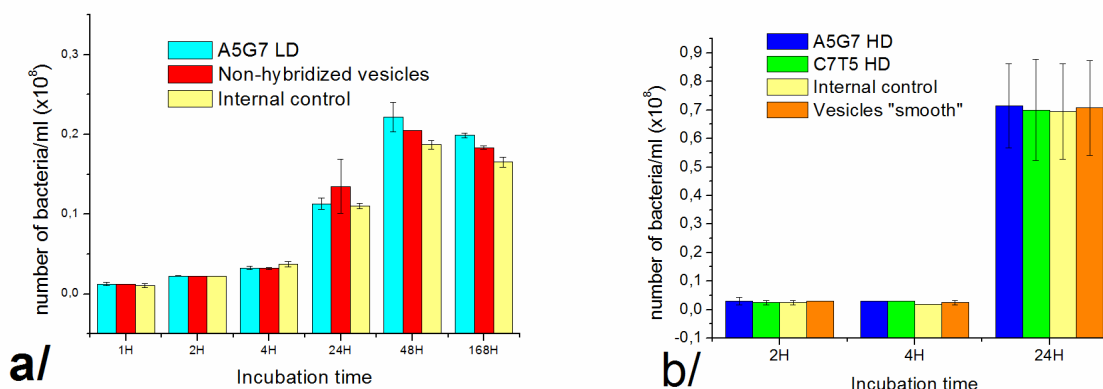 A5G7 LD
Non-hybridized vesicles
Internal control
number of bacteria/ml (x10⁸)
0,3
0,2
0,1
0,0
1H 2H 4H 24H 48H 168H
Incubation time
a/
A5G7 HD
C7T5 HD
Internal control
Vesicles "smooth"
number of bacteria/ml (x10⁸)
0,9
0,8
0,7
0,6
0,5
0,4
0,3
0,2
0,1
0,0
-0,1
2H 4H 24H
Incubation time
b/